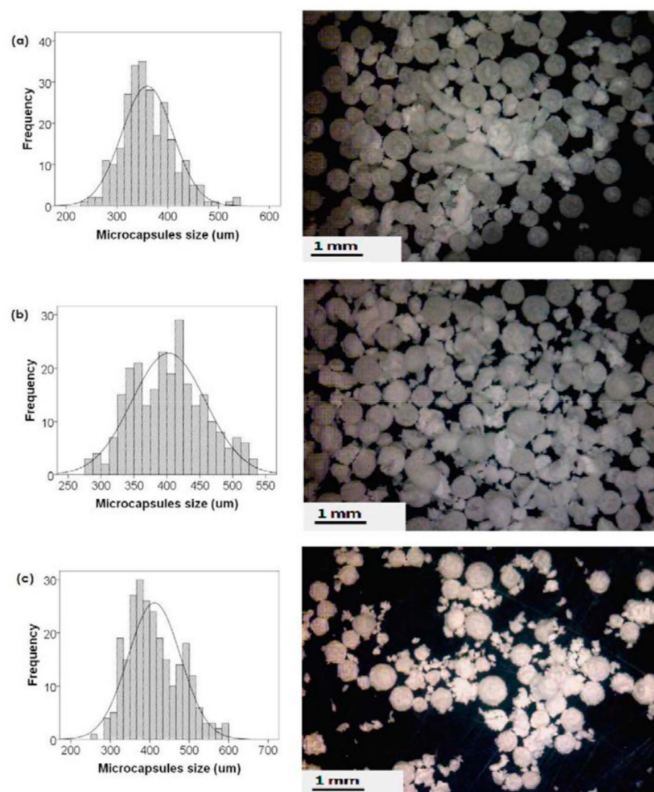 (a)
40
30
20
10
0
Frequency
200 300 400 500 600
Microcapsules size (um)
1 mm
(b)
30
20
10
0
Frequency
250 300 350 400 450 500 550
Microcapsules size (um)
1 mm
(c)
30
20
10
0
Frequency
200 300 400 500 600 700
Microcapsules size (um)
1 mm